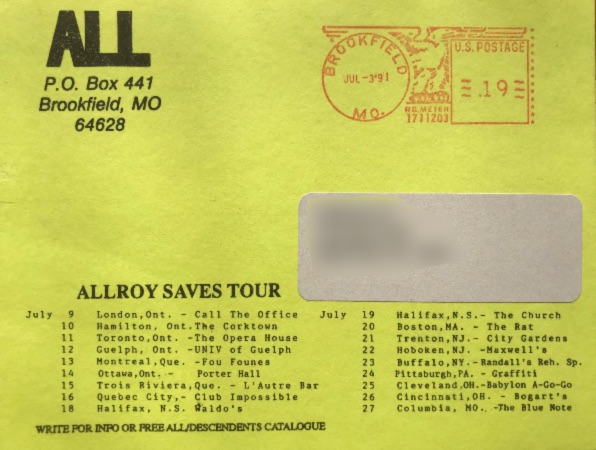 ALL
P.O. Box 441
Brookfield, MO
64628
BROOKFIELD
JUL -3'91
MO.
U.S. POSTAGE
.19
P.B. METER
1711203
ALLROY SAVES TOUR
July 9 London,Ont. - Call The Office
10 Hamilton, Ont.The Corktown
11 Toronto,Ont. -The Opera House
12 Guelph, Ont. -UNIV of Guelph
13 Montreal,Que. - Fou Founes
14 Ottawa,Ont. - Porter Hall
15 Trois Riviera,Que. - L'Autre Bar
16 Quebec City,- Club Impossible
18 Halifax, N.S. Waldo's
July 19 Halifax,N.S.- The Church
20 Boston,MA. - The Rat
21 Trenton,NJ.- City Gardens
22 Hoboken,NJ. -Maxwell's
23 Buffalo,NY.-Randall's Reh. Sp.
24 Pittsburgh,PA. - Graffiti
25 Cleveland.OH.-Babylon A-Go-Go
26 Cincinnati,OH. - Bogart's
27 Columbia, MO. -The Blue Note
WRITE FOR INFO OR FREE ALL/DESCENDENTS CATALOGUE